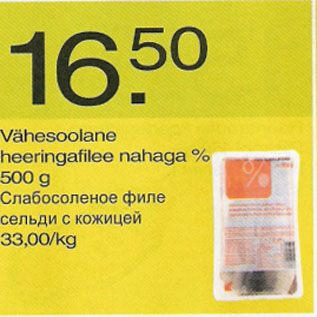 16.50
Vähesoolane
heeringafilee nahaga %
500 g
Слабосоленое филе
сельди с кожицей
33,00/kg
%